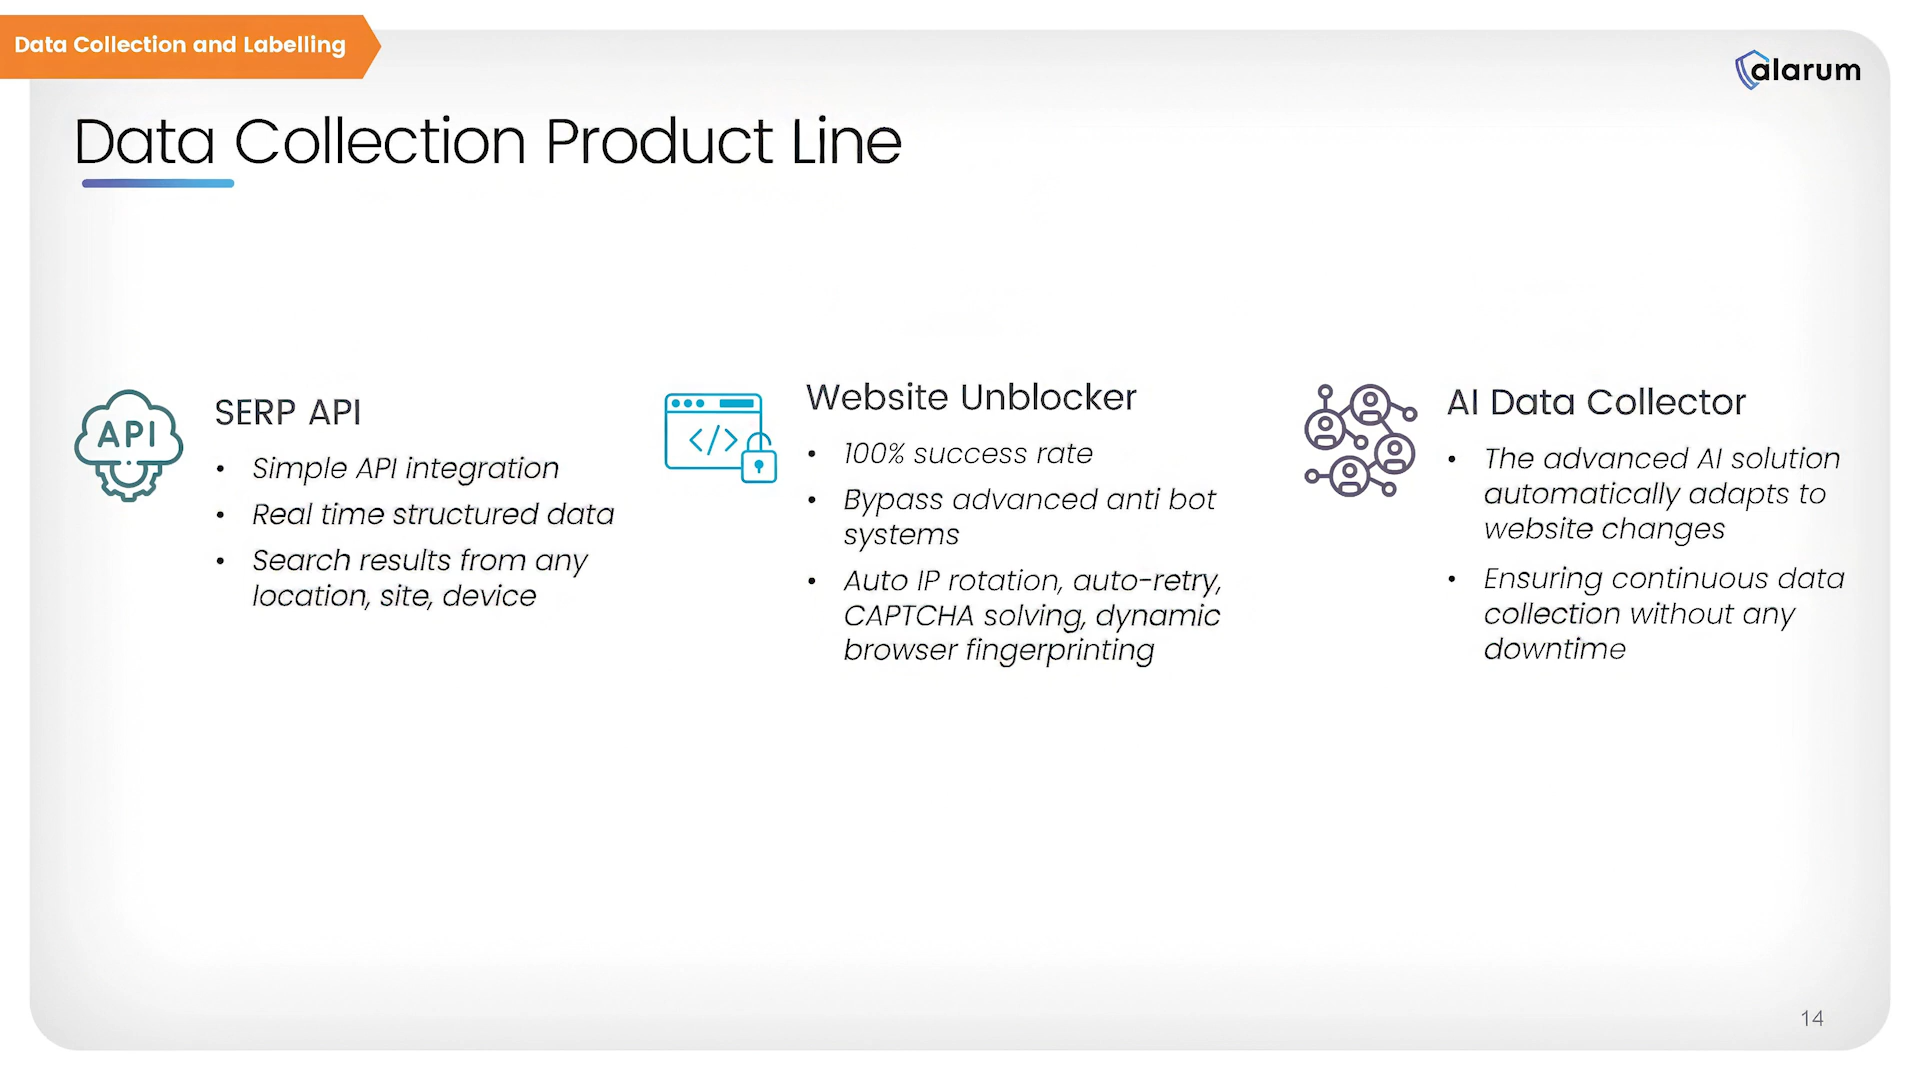 Data Collection and Labelling
alarum
Data Collection Product Line
API
SERP API
• Simple API integration
• Real time structured data
• Search results from any
location, site, device
</>
Website Unblocker
• 100% success rate
• Bypass advanced anti bot
systems
• Auto IP rotation, auto-retry,
CAPTCHA solving, dynamic
browser fingerprinting
AI Data Collector
• The advanced AI solution
automatically adapts to
website changes
• Ensuring continuous data
collection without any
downtime
14